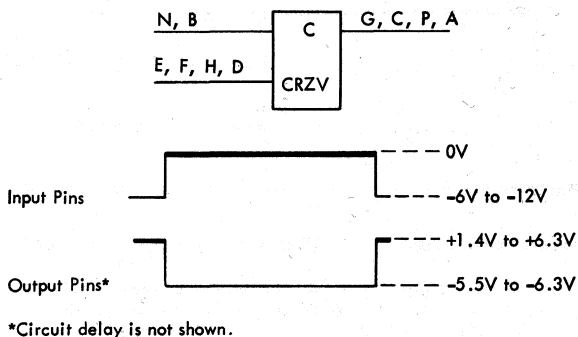 N, B
C
G, C, P, A
E, F, H, D
CRZV
0V
Input Pins
-6V to -12V
+1.4V to +6.3V
Output Pins*
-5.5V to -6.3V
*Circuit delay is not shown.